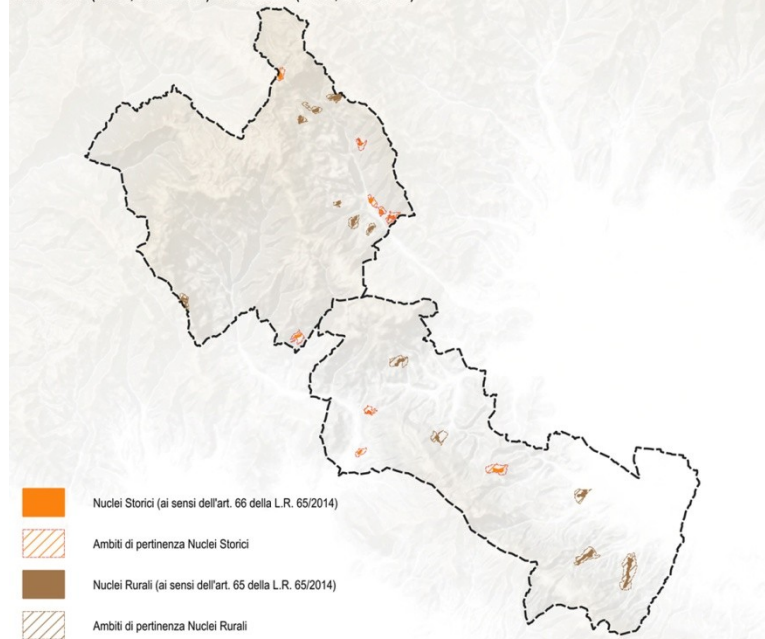 Nuclei Storici (ai sensi dell'art. 66 della L.R. 65/2014)
Ambiti di pertinenza Nuclei Storici
Nuclei Rurali (ai sensi dell'art. 65 della L.R. 65/2014)
Ambiti di pertinenza Nuclei Rurali